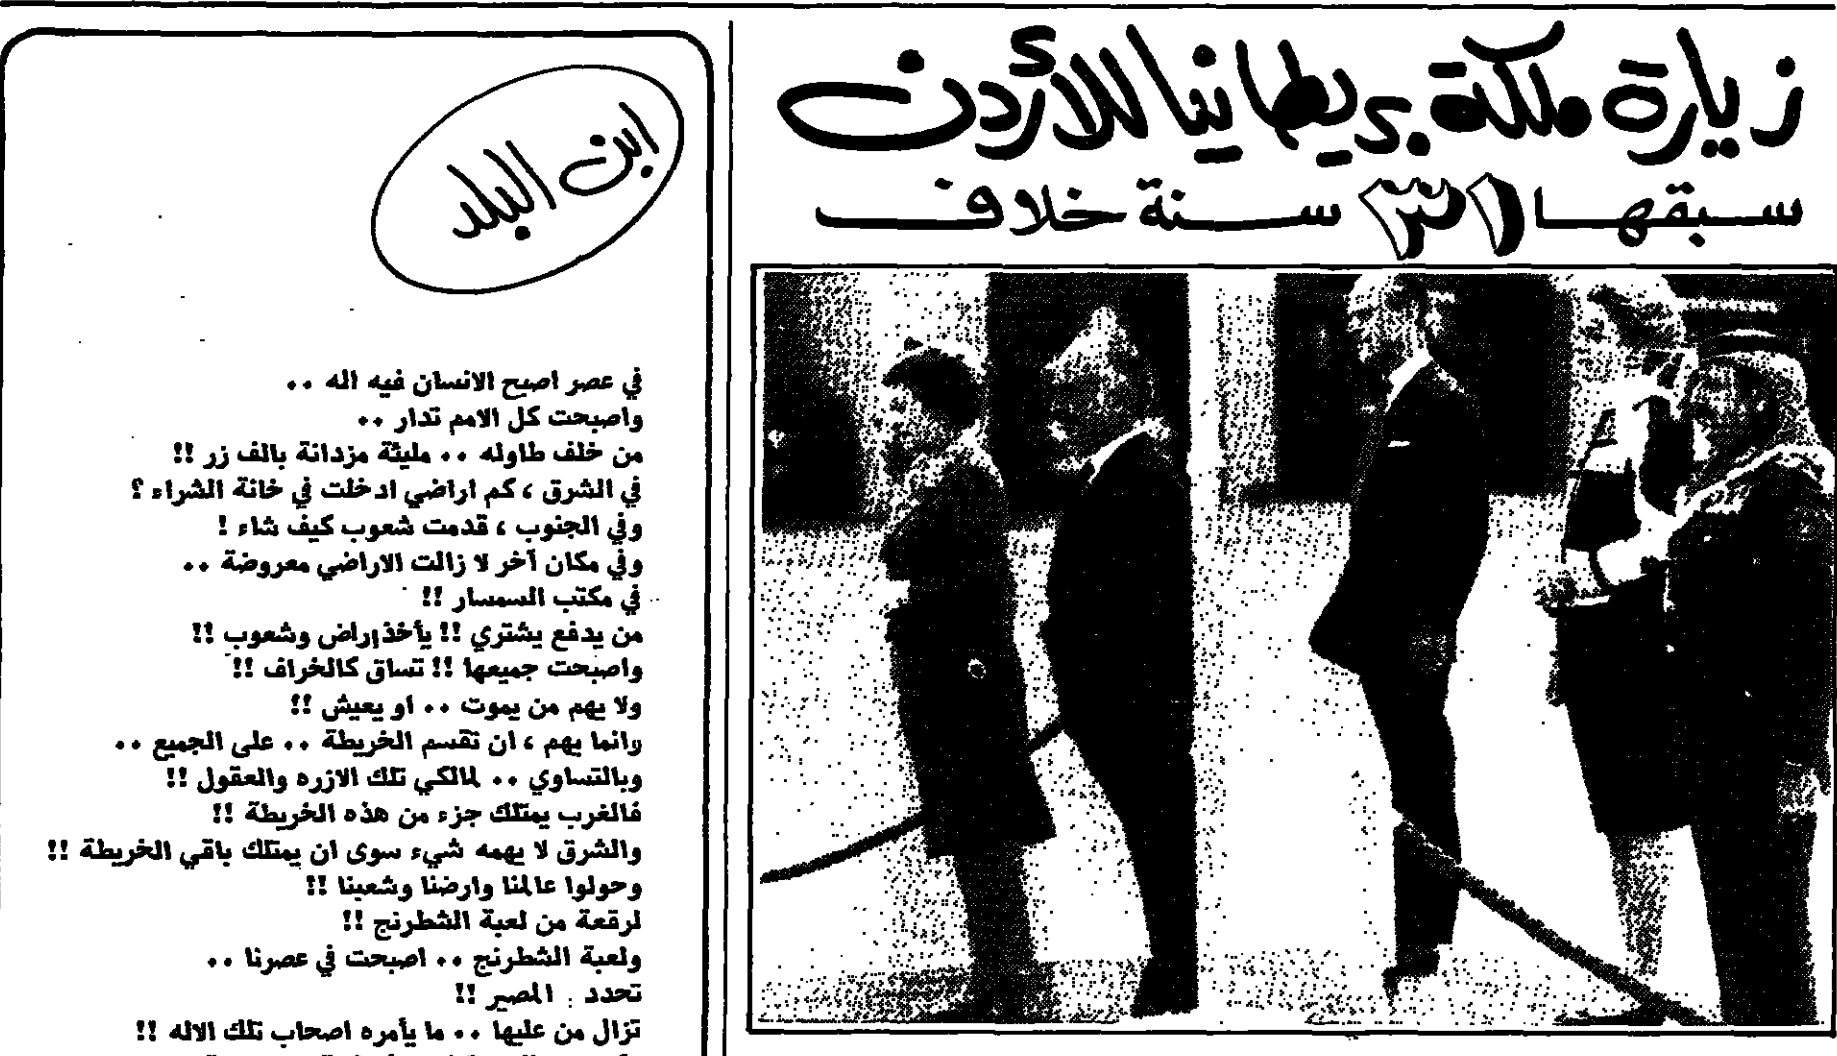 زيارة ملكة بريطانيا للأردن
سبقها ٣١ سنة خلاف
ابن البلد
في عصر اصبح الانسان فيه اله ..
واصبحت كل الامم تدار ..
من خلف طاوله .. مليئة مزدانة بالف زر !!
في الشرق ، كم اراضي ادخلت في خانة الشراء ؟
وفي الجنوب ، قدمت شعوب كيف شاء !
وفي مكان أخر لا زالت الاراضي معروضة ..
في مكتب السمسار !!
من يدفع يشتري !! يأخذ اراض وشعوب !!
واصبحت جميعها !! تساق كالخراف !!
ولا يهم من يموت .. او يعيش !!
وانما يهم ، ان تقسم الخريطة .. على الجميع ..
وبالتساوي .. لمالكي تلك الازره والعقول !!
فالغرب يمتلك جزء من هذه الخريطة !!
والشرق لا يهمه شيء سوى ان يمتلك باقي الخريطة !!
وحولوا عالمنا وارضنا وشعبنا !!
لرقعة من لعبة الشطرنج !!
ولعبة الشطرنج .. اصبحت في عصرنا ..
تحدد المصير !!
تزال من عليها .. ما يأمره اصحاب تلك الاله !!